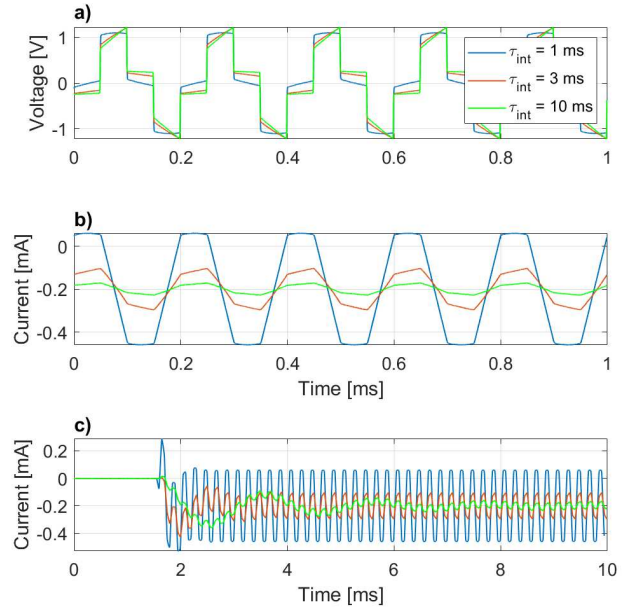 a)
Voltage [V]
1
0
-1
τint = 1 ms
τint = 3 ms
τint = 10 ms
0 0.2 0.4 0.6 0.8 1
b)
Current [mA]
0
-0.2
-0.4
0 0.2 0.4 0.6 0.8 1
Time [ms]
c)
Current [mA]
0.2
0
-0.2
-0.4
0 2 4 6 8 10
Time [ms]